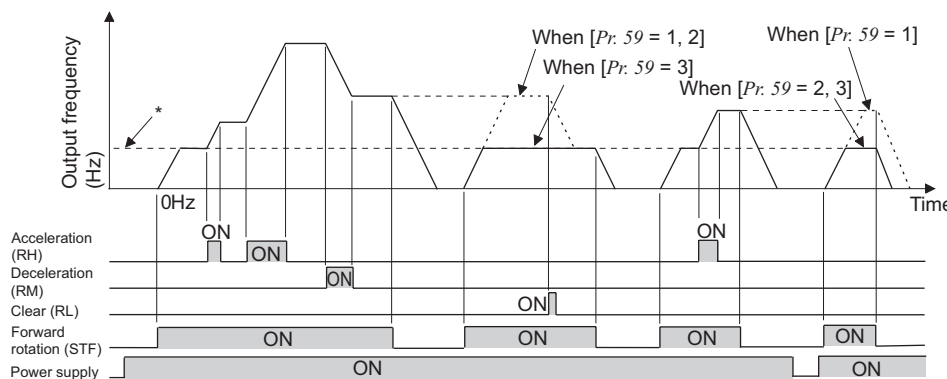 Output frequency
(Hz)
*
When [Pr. 59 = 1, 2]
When [Pr. 59 = 3]
When [Pr. 59 = 1]
When [Pr. 59 = 2, 3]
0Hz
Time
Acceleration
(RH)
ON
ON
ON
Deceleration
(RM)
ON
Clear (RL)
ON
Forward
rotation (STF)
ON
ON
ON
ON
Power supply
ON
ON